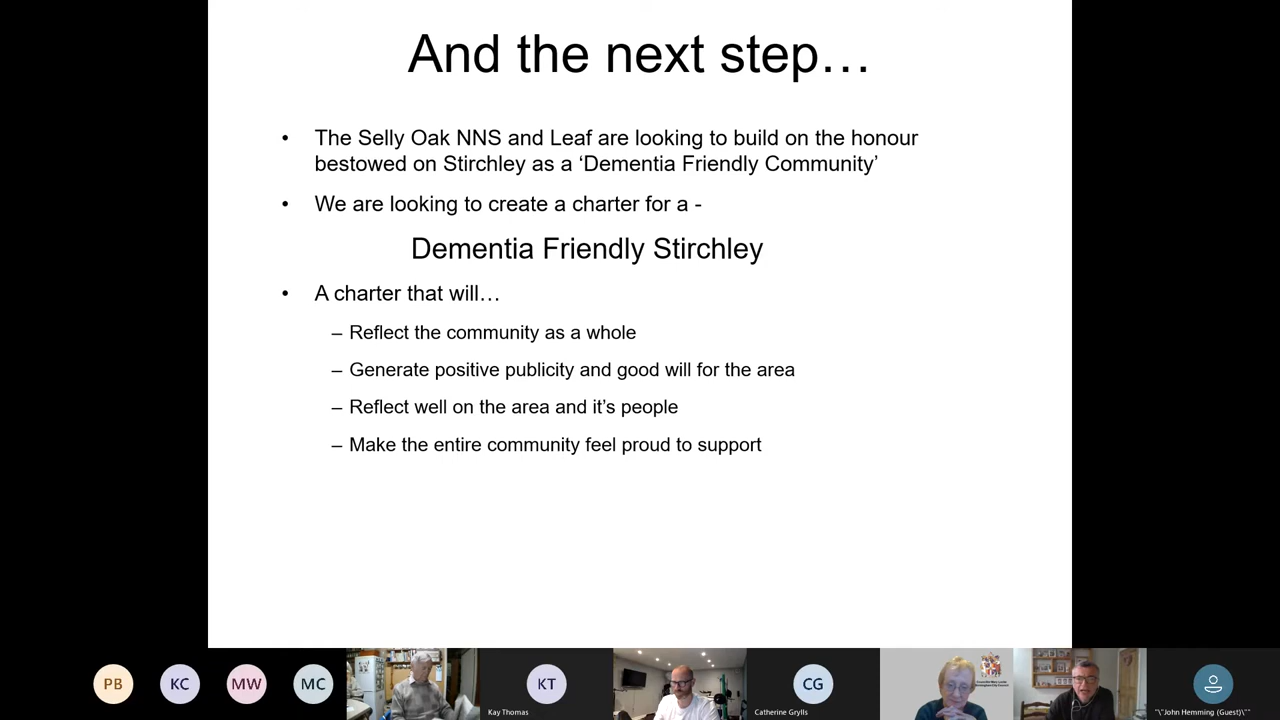 And the next step…
• The Selly Oak NNS and Leaf are looking to build on the honour
bestowed on Stirchley as a ‘Dementia Friendly Community’
• We are looking to create a charter for a -
Dementia Friendly Stirchley
• A charter that will…
– Reflect the community as a whole
– Generate positive publicity and good will for the area
– Reflect well on the area and it’s people
– Make the entire community feel proud to support
PB
KC
MW
MC
KT
Kay Thomas
CG
Catherine Grylls
"\"John Hemming (Guest)\""